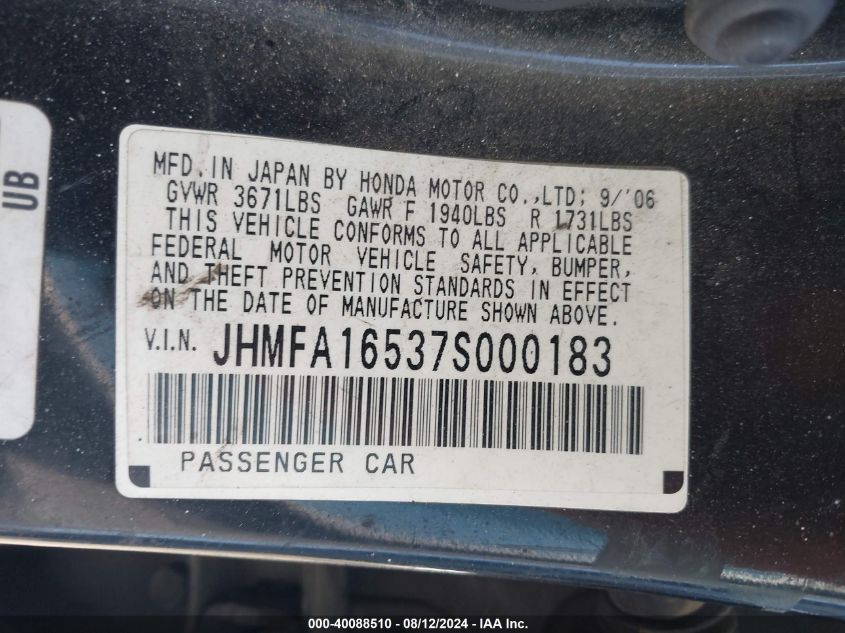 UB
MFD. IN JAPAN BY HONDA MOTOR CO.,LTD; 9/'06
GVWR 3671LBS GAWR F 1940LBS R 1731LBS
THIS VEHICLE CONFORMS TO ALL APPLICABLE
FEDERAL MOTOR VEHICLE SAFETY, BUMPER,
AND THEFT PREVENTION STANDARDS IN EFFECT
ON THE DATE OF MANUFACTURE SHOWN ABOVE.
V.I.N. JHMFA16537S000183
PASSENGER CAR
000-40088510 - 08/12/2024 - IAA Inc.